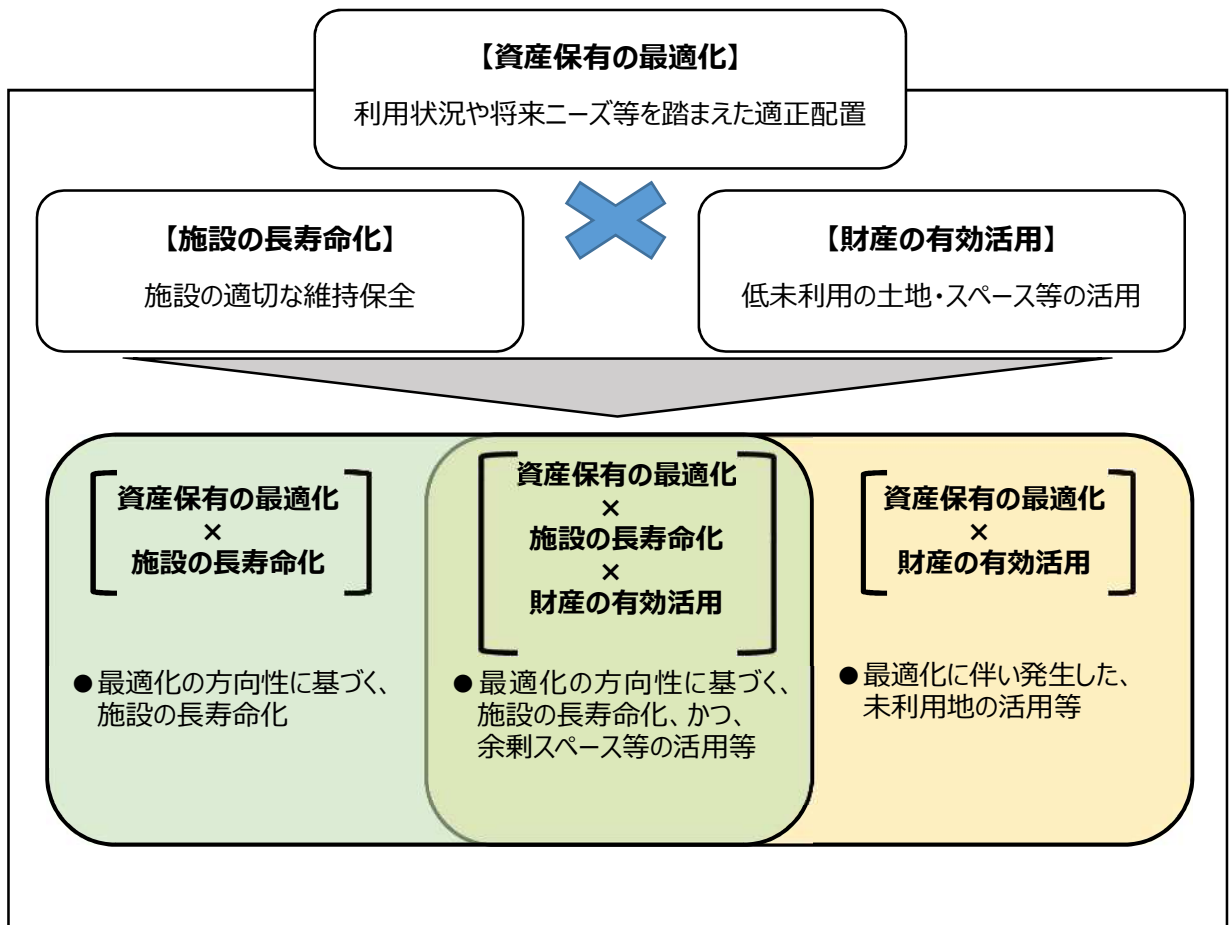 【資産保有の最適化】
利用状況や将来ニーズ等を踏まえた適正配置
【施設の長寿命化】
施設の適切な維持保全
【財産の有効活用】
低未利用の土地・スペース等の活用
資産保有の最適化
×
施設の長寿命化
●最適化の方向性に基づく、
施設の長寿命化
資産保有の最適化
×
施設の長寿命化
×
財産の有効活用
●最適化の方向性に基づく、
施設の長寿命化、かつ、
余剰スペース等の活用等
資産保有の最適化
×
財産の有効活用
●最適化に伴い発生した、
未利用地の活用等